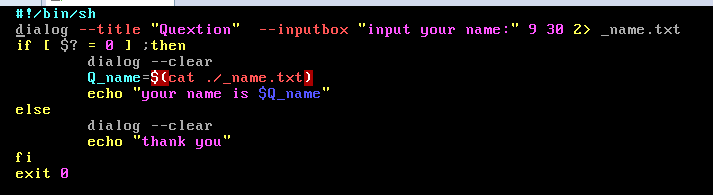 #!/bin/sh
dialog --title "Quextion"  --inputbox "input your name:" 9 30 2> _name.txt
if [ $? = 0 ] ;then
        dialog --clear
        Q_name=$(cat ./_name.txt)
        echo "your name is $Q_name"
else
        dialog --clear
        echo "thank you"
fi
exit 0